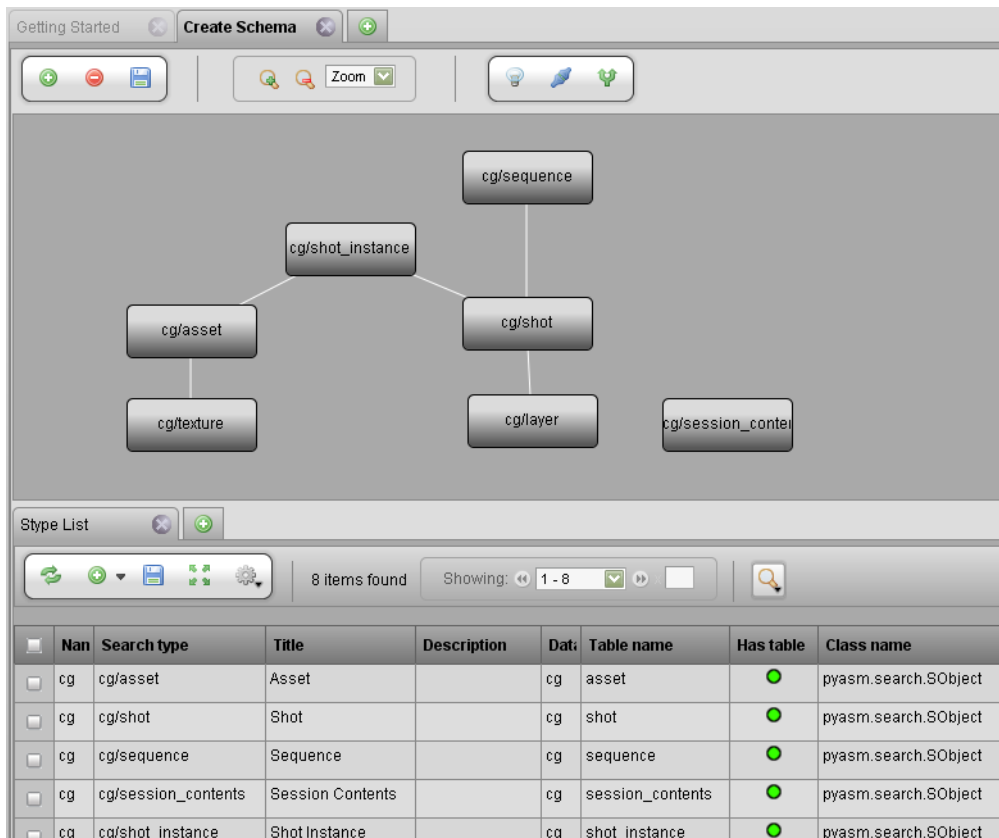 Getting Started Create Schema
Zoom
cg/sequence
cg/shot_instance
cg/asset
cg/shot
cg/texture
cg/layer
cg/session_conter
Stype List
8 items found Showing: 1 - 8
Nan Search type Title Description Data Table name Has table Class name
cg cg/asset Asset cg asset pyasm.search.SObject
cg cg/shot Shot cg shot pyasm.search.SObject
cg cg/sequence Sequence cg sequence pyasm.search.SObject
cg cg/session_contents Session Contents cg session_contents pyasm.search.SObject
cg cg/shot_instance Shot Instance cg shot_instance pyasm.search.SObject